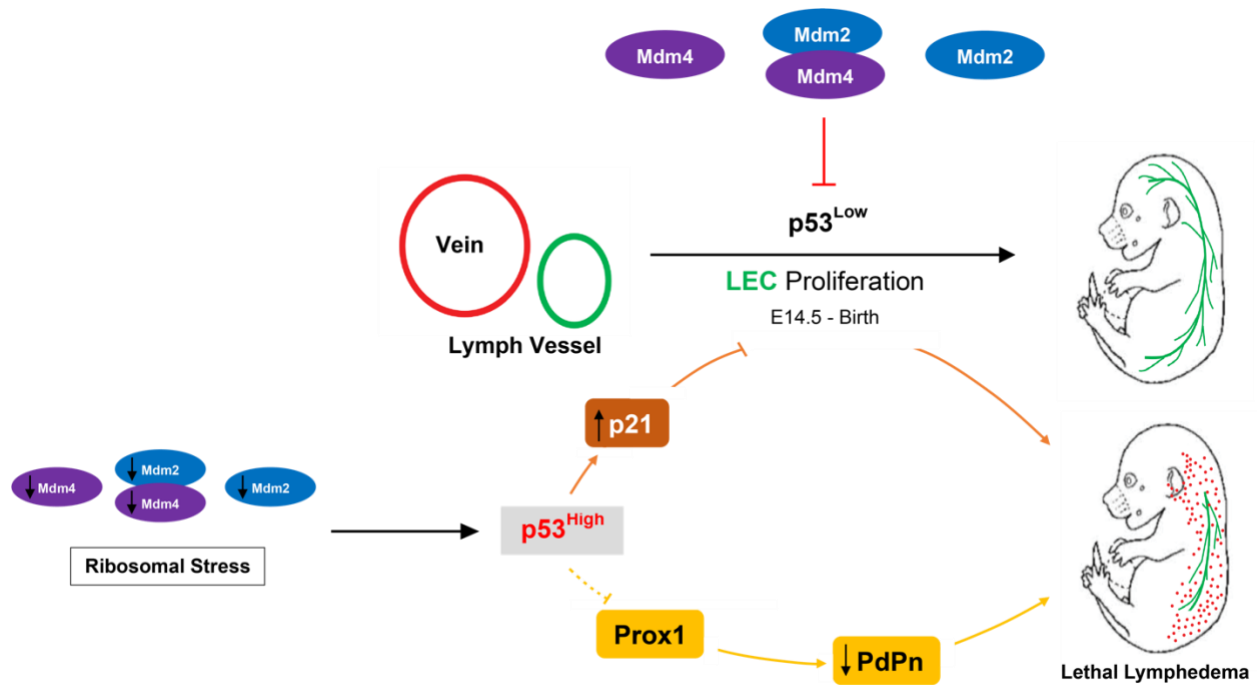 Mdm4
Mdm2
Mdm4
Mdm2
p53Low
Vein
LEC Proliferation
E14.5 - Birth
Lymph Vessel
p21
Mdm4
Mdm2
Mdm4
Mdm2
p53High
Ribosomal Stress
Prox1
PdPn
Lethal Lymphedema